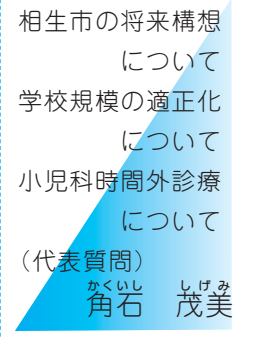 相生市の将来構想
について
学校規模の適正化
について
小児科時間外診療
について
(代表質問)
かくいし しげみ
角石 茂美